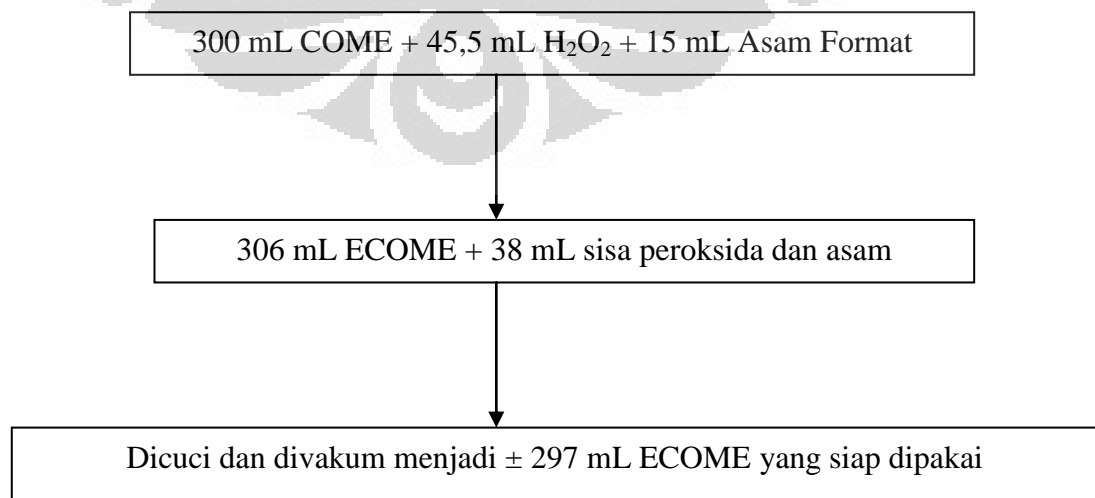 300 mL COME + 45,5 mL H₂O₂ + 15 mL Asam Format
306 mL ECOME + 38 mL sisa peroksida dan asam
Dicuci dan divakum menjadi ± 297 mL ECOME yang siap dipakai